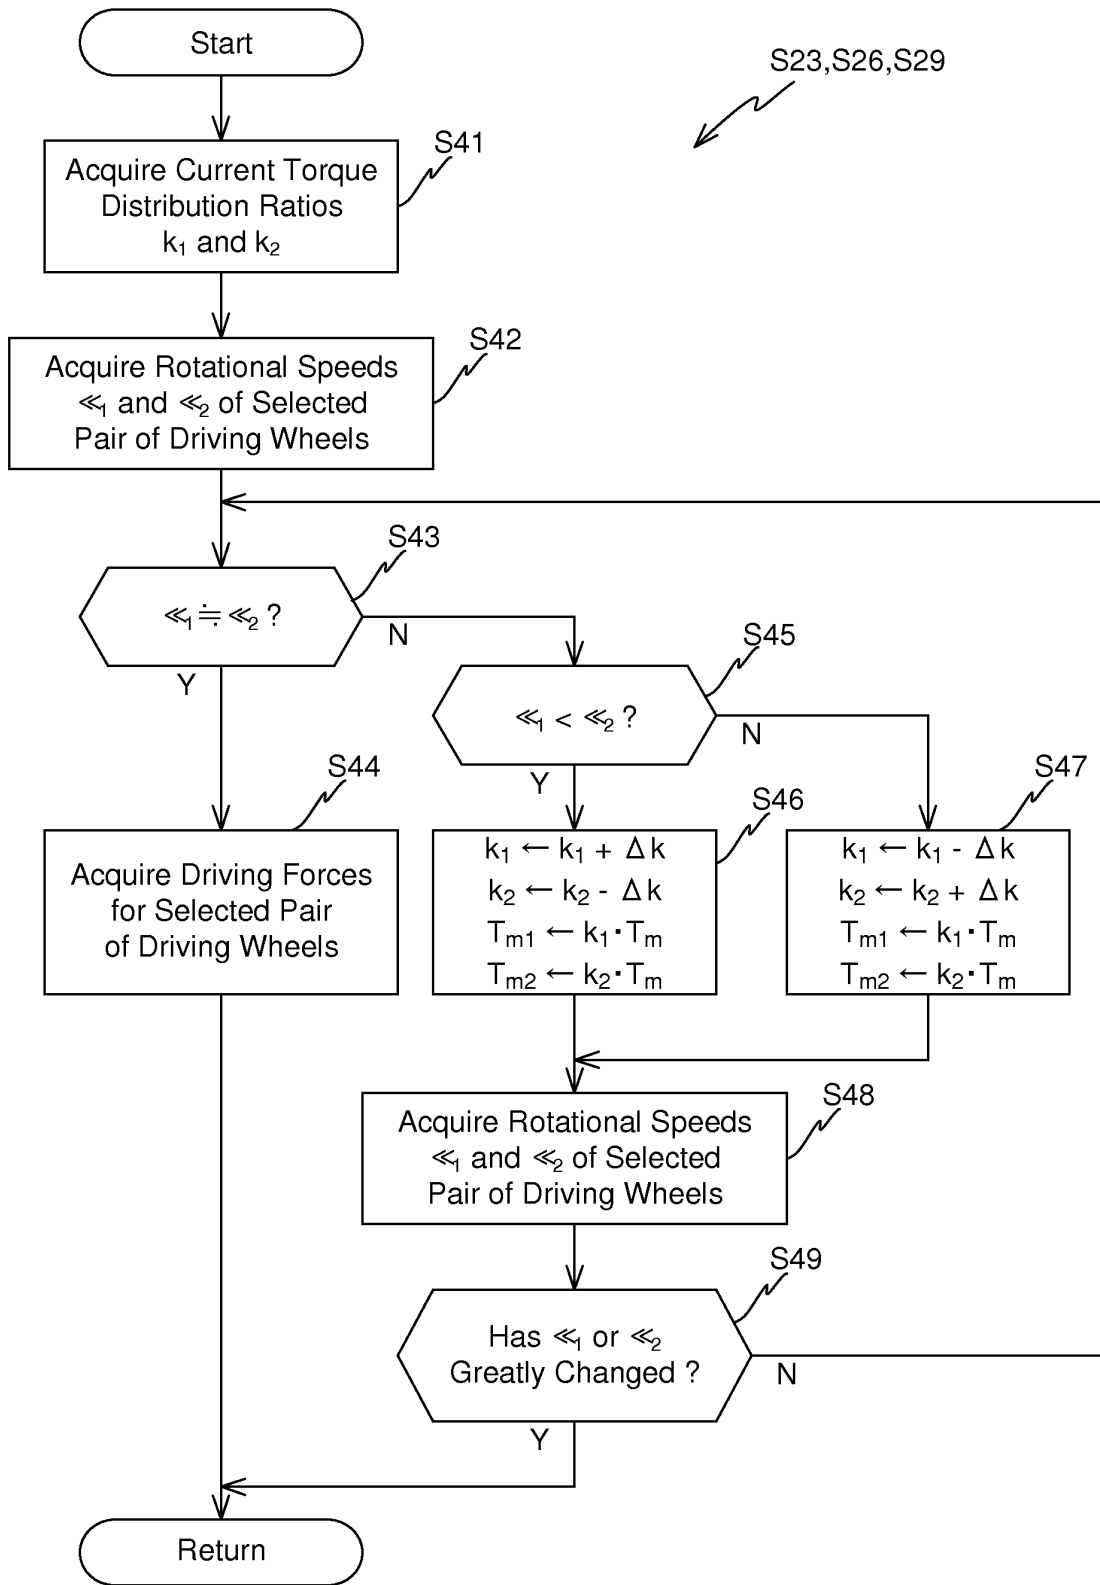 Start
S23,S26,S29
S41
Acquire Current Torque
Distribution Ratios
k₁ and k₂
S42
Acquire Rotational Speeds
≪₁ and ≪₂ of Selected
Pair of Driving Wheels
S43
≪₁ ≒ ≪₂ ?
N
Y
S45
≪₁ < ≪₂ ?
N
Y
S44
Acquire Driving Forces
for Selected Pair
of Driving Wheels
S46
k₁ ← k₁ + Δk
k₂ ← k₂ - Δk
Tₘ₁ ← k₁・Tₘ
Tₘ₂ ← k₂・Tₘ
S47
k₁ ← k₁ - Δk
k₂ ← k₂ + Δk
Tₘ₁ ← k₁・Tₘ
Tₘ₂ ← k₂・Tₘ
S48
Acquire Rotational Speeds
≪₁ and ≪₂ of Selected
Pair of Driving Wheels
S49
Has ≪₁ or ≪₂
Greatly Changed ?
N
Y
Return